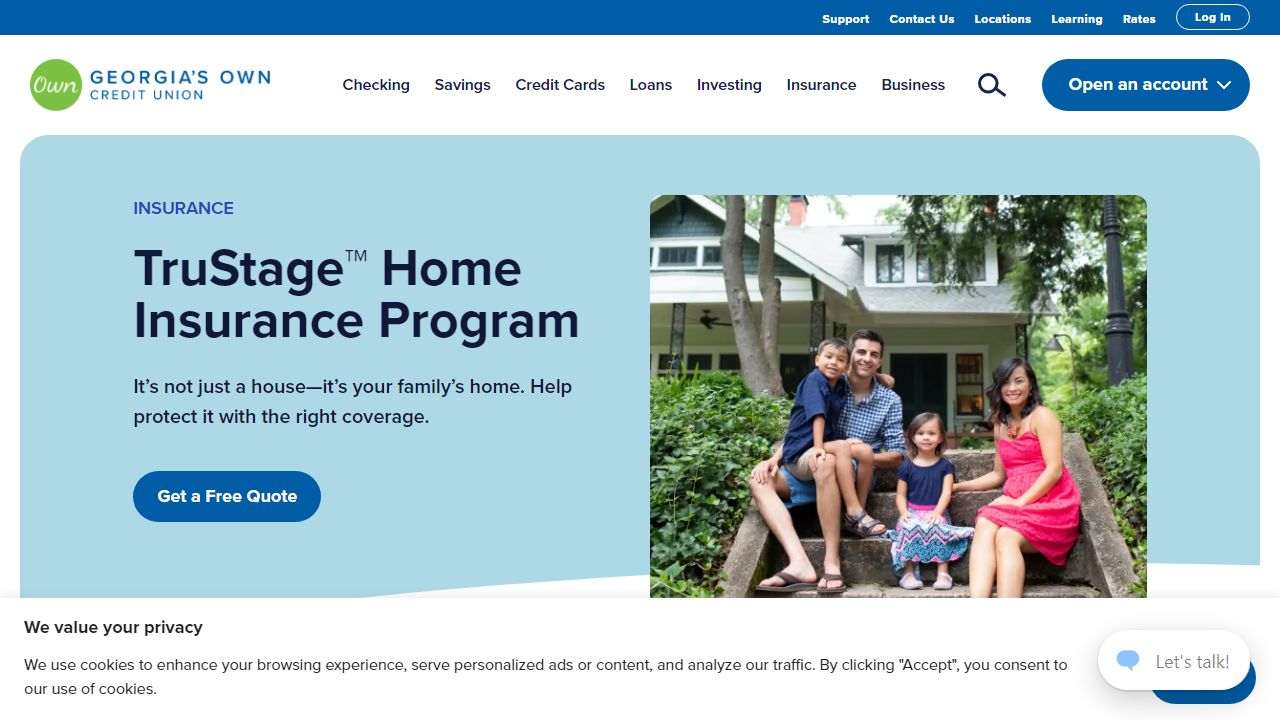 Support Contact Us Locations Learning Rates Log In
Own GEORGIA'S OWN
CREDIT UNION
Checking Savings Credit Cards Loans Investing Insurance Business Open an account
INSURANCE
TruStage™ Home
Insurance Program
It’s not just a house—it’s your family’s home. Help
protect it with the right coverage.
Get a Free Quote
We value your privacy
We use cookies to enhance your browsing experience, serve personalized ads or content, and analyze our traffic. By clicking "Accept", you consent to
our use of cookies.
Let's talk!